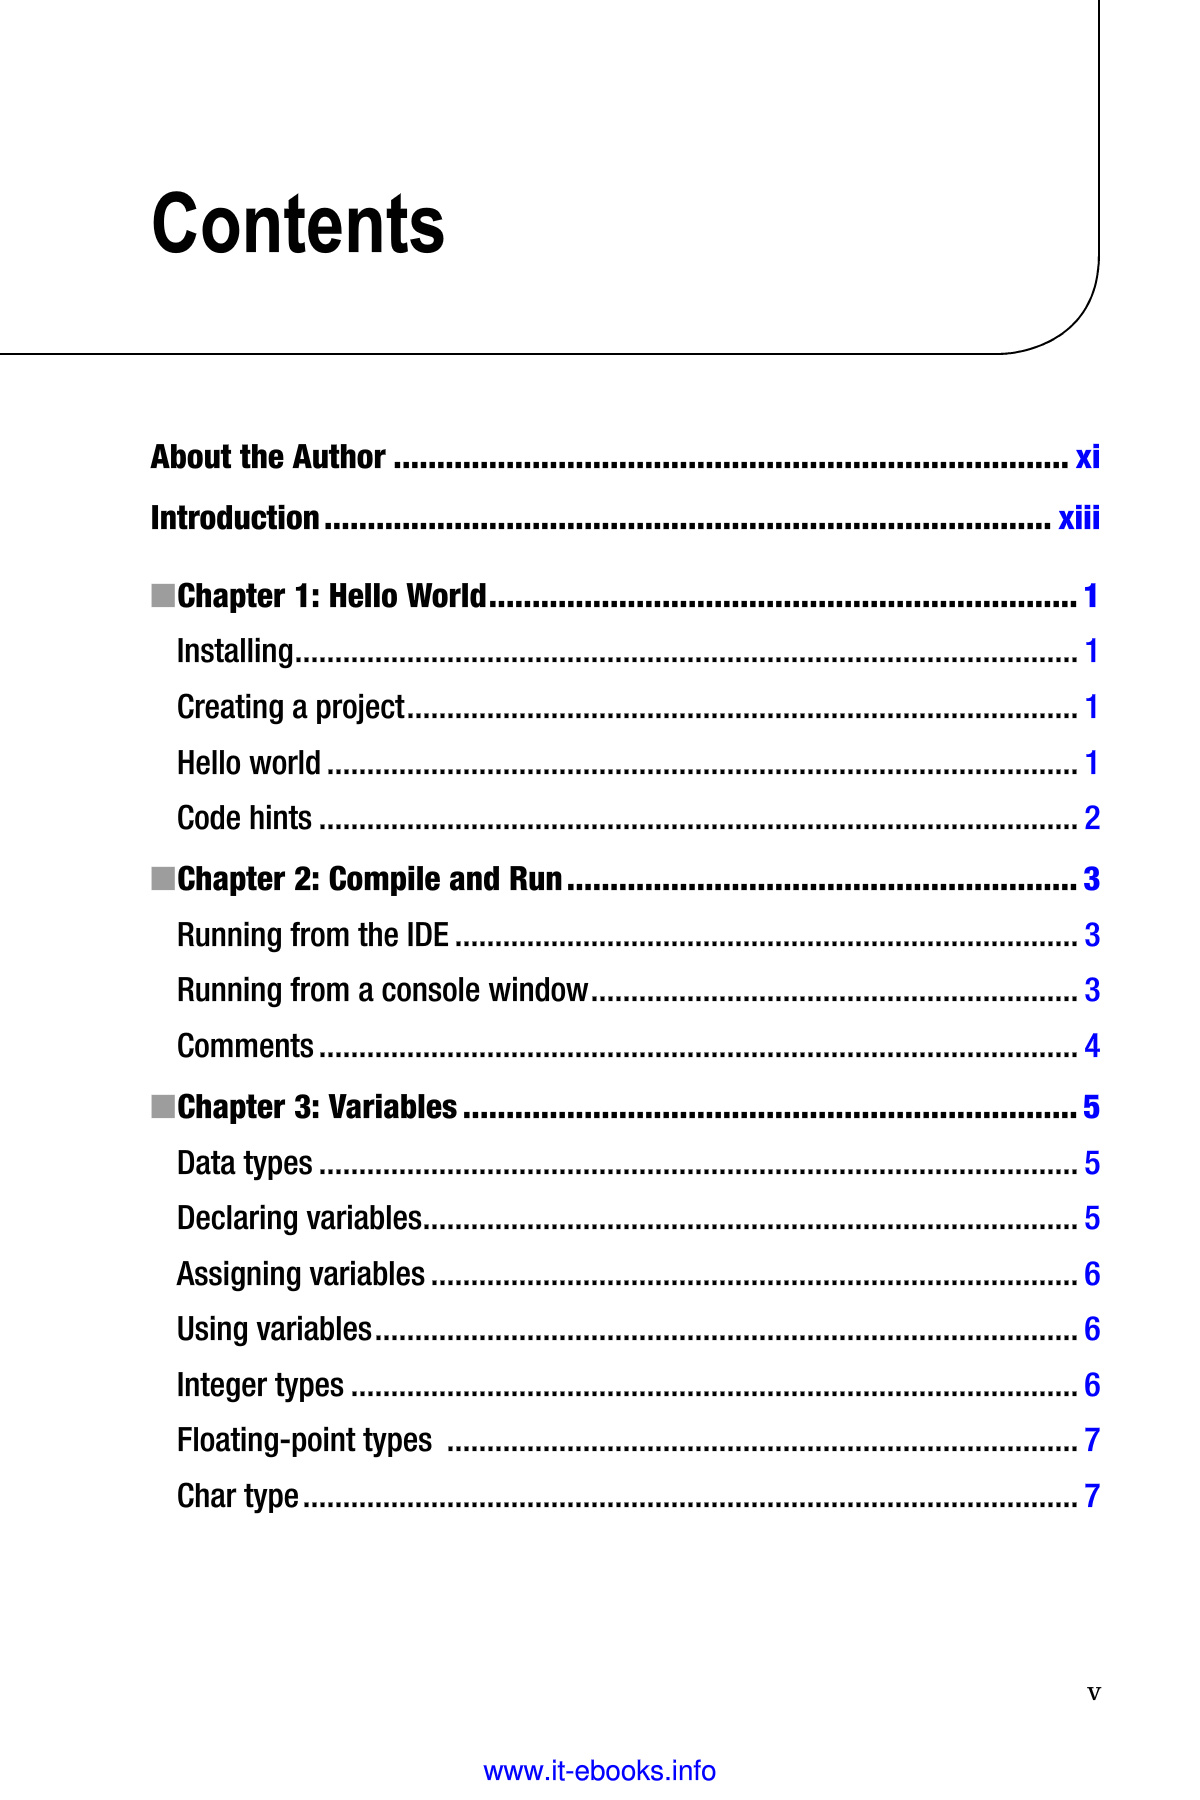 Contents
About the Author ............................................................................... xi
Introduction..................................................................................... xiii
■Chapter 1: Hello World..................................................................... 1
Installing.................................................................................................. 1
Creating a project.................................................................................... 1
Hello world .............................................................................................. 1
Code hints ............................................................................................... 2
■Chapter 2: Compile and Run............................................................ 3
Running from the IDE .............................................................................. 3
Running from a console window............................................................. 3
Comments ............................................................................................... 4
■Chapter 3: Variables ........................................................................ 5
Data types ............................................................................................... 5
Declaring variables.................................................................................. 5
Assigning variables ................................................................................. 6
Using variables........................................................................................ 6
Integer types ........................................................................................... 6
Floating-point types ............................................................................... 7
Char type................................................................................................. 7
v
www.it-ebooks.info